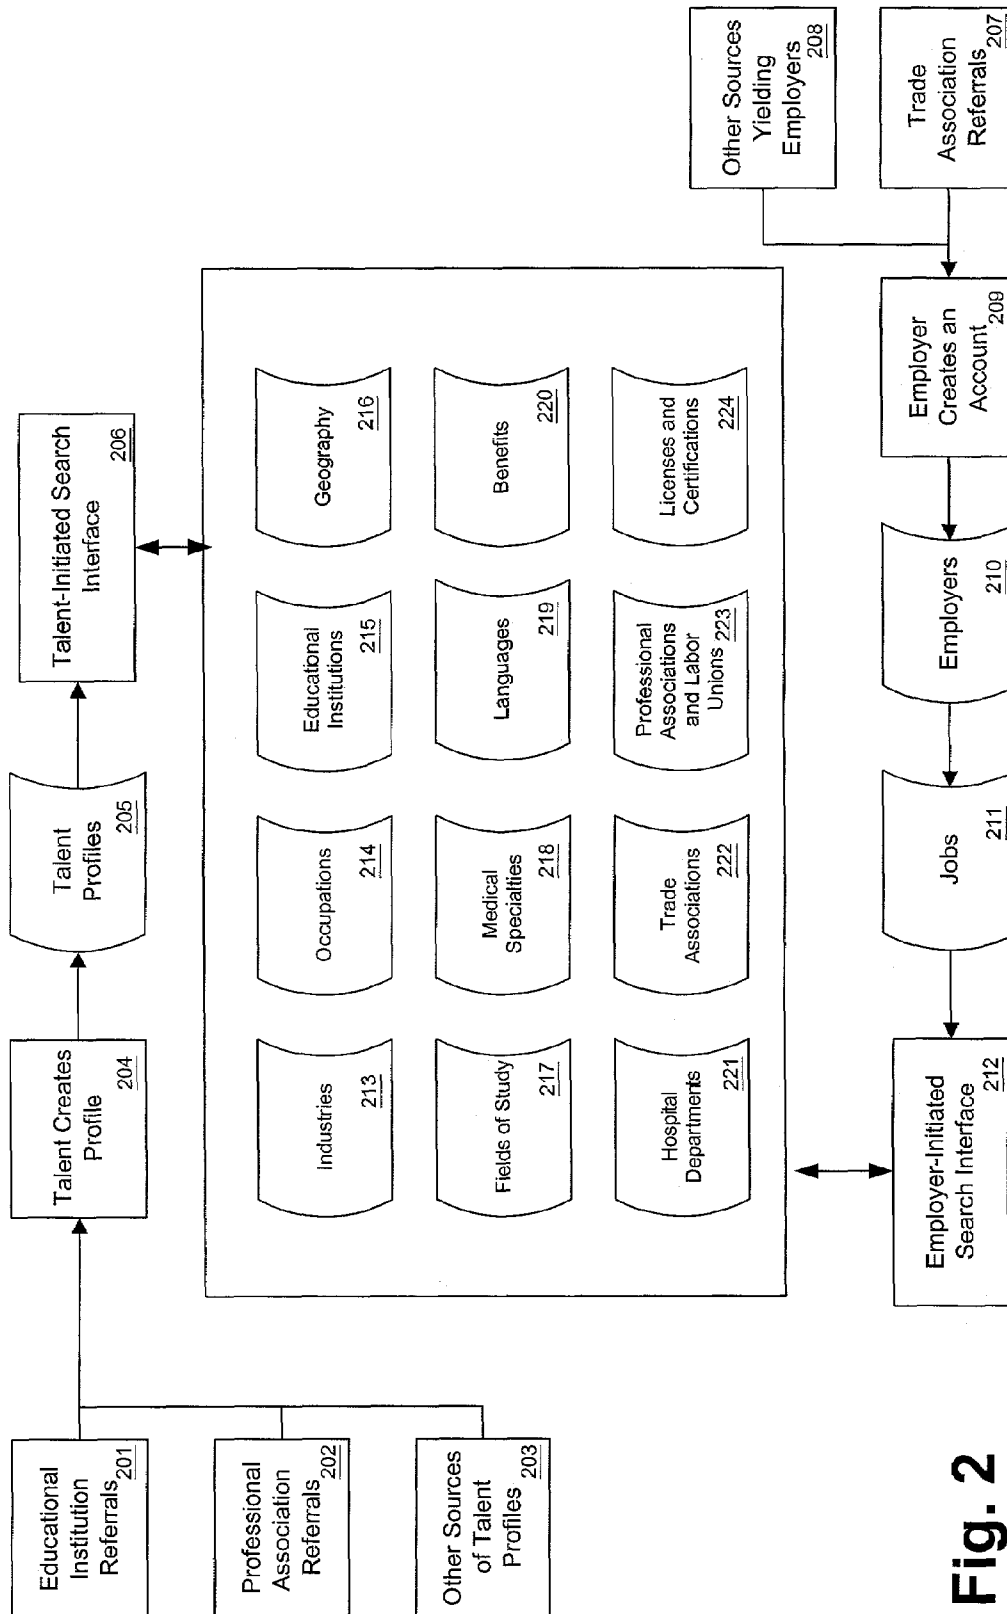 Educational
Institution
Referrals
201
Professional
Association
Referrals
202
Other Sources
of Talent
Profiles
203
Talent Creates
Profile
204
Talent
Profiles
205
Talent-Initiated Search
Interface
206
Industries
213
Occupations
214
Educational
Institutions
215
Geography
216
Fields of Study
217
Medical
Specialties
218
Languages
219
Benefits
220
Hospital
Departments
221
Trade
Associations
222
Professional
Associations
and Labor
Unions
223
Licenses and
Certifications
224
Other Sources
Yielding
Employers
208
Employer-Initiated
Search Interface
212
Jobs
211
Employers
210
Employer
Creates an
Account
209
Trade
Association
Referrals
207
Fig. 2